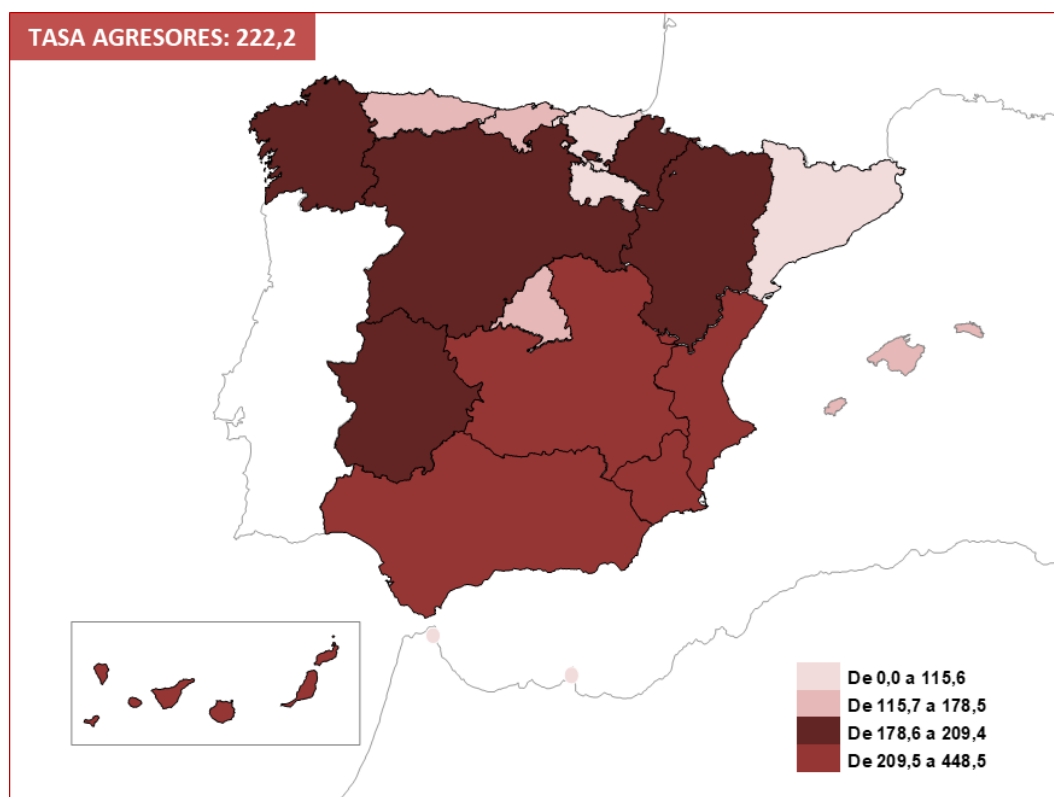 TASA AGRESORES: 222,2
De 0,0 a 115,6
De 115,7 a 178,5
De 178,6 a 209,4
De 209,5 a 448,5